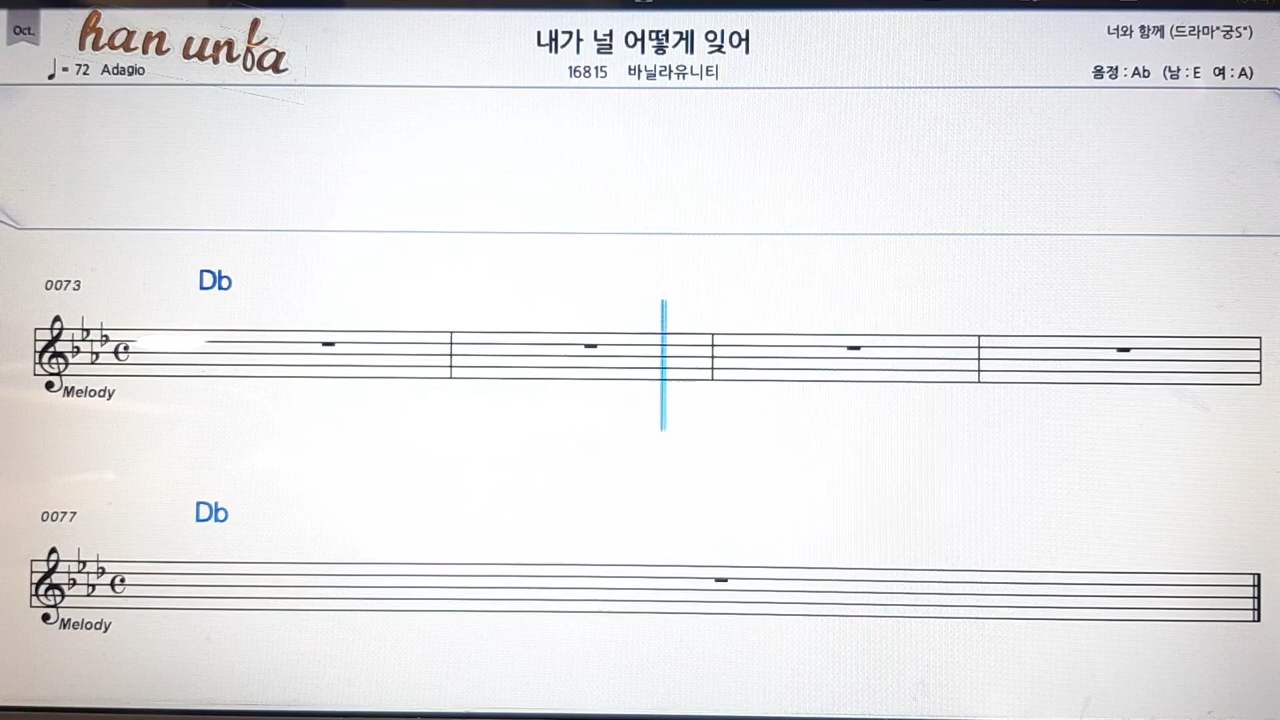 Oct.
han unfa
♩ = 72 Adagio
내가 널 어떻게 잊어
16815 바닐라유니티
너와 함께 (드라마"궁S")
음정 : Ab (남 : E 여 : A)
0073 Db
Melody
0077 Db
Melody